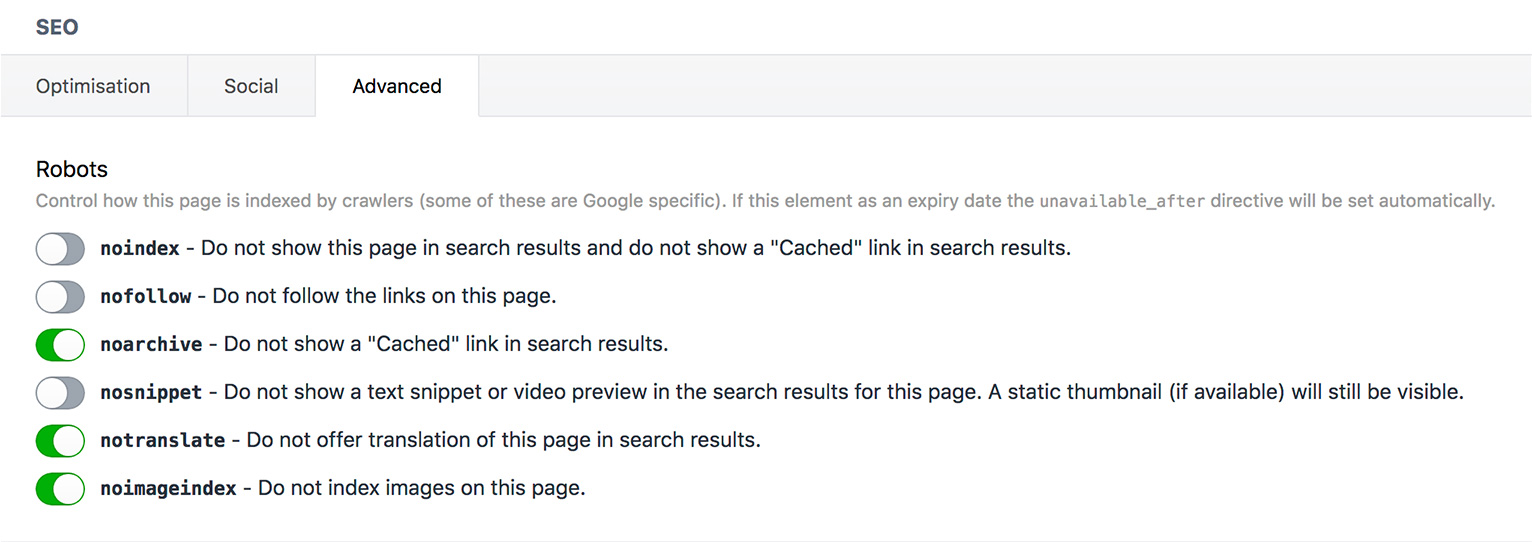 SEO
Optimisation Social Advanced
Robots
Control how this page is indexed by crawlers (some of these are Google specific). If this element as an expiry date the unavailable_after directive will be set automatically.
noindex - Do not show this page in search results and do not show a "Cached" link in search results.
nofollow - Do not follow the links on this page.
noarchive - Do not show a "Cached" link in search results.
nosnippet - Do not show a text snippet or video preview in the search results for this page. A static thumbnail (if available) will still be visible.
notranslate - Do not offer translation of this page in search results.
noimageindex - Do not index images on this page.